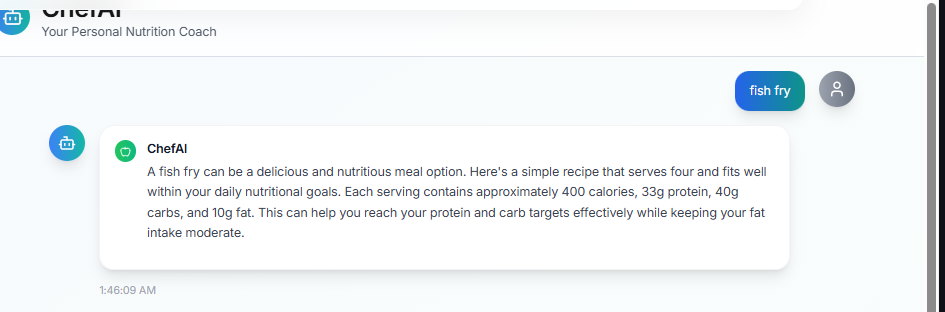 ChefAI
Your Personal Nutrition Coach
fish fry
ChefAI
A fish fry can be a delicious and nutritious meal option. Here's a simple recipe that serves four and fits well
within your daily nutritional goals. Each serving contains approximately 400 calories, 33g protein, 40g
carbs, and 10g fat. This can help you reach your protein and carb targets effectively while keeping your fat
intake moderate.
1:46:09 AM